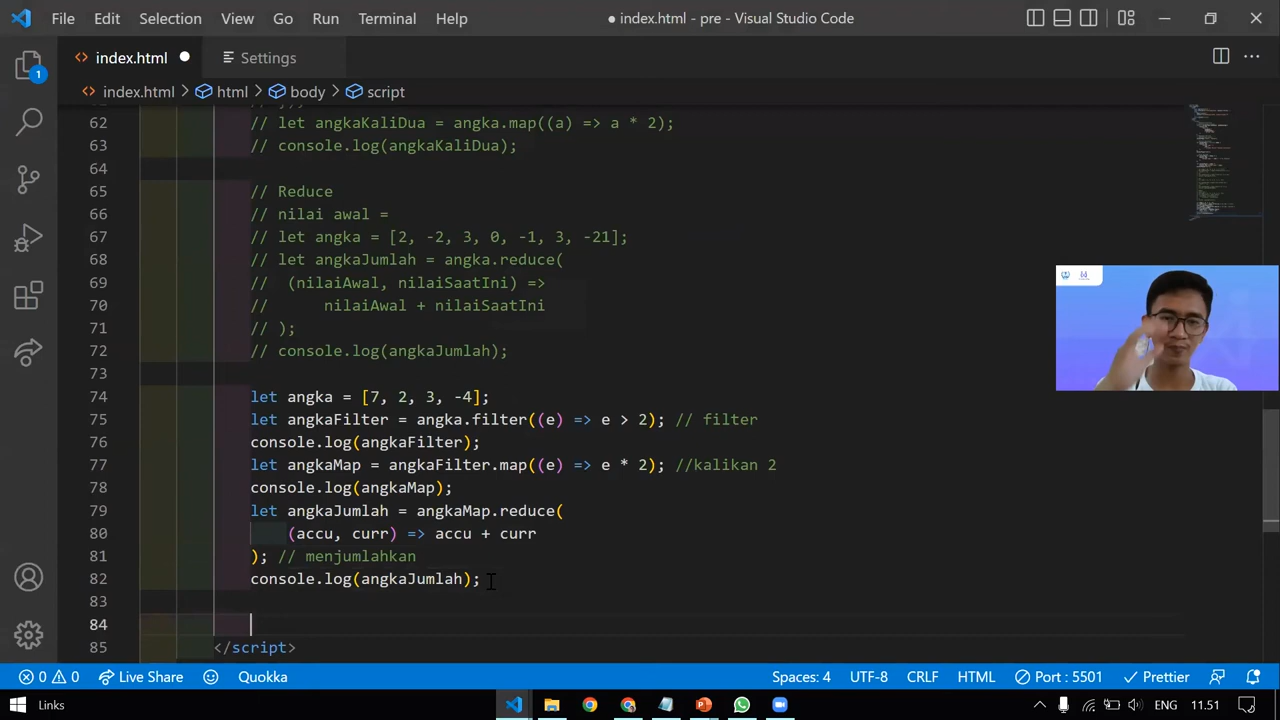 File Edit Selection View Go Run Terminal Help
● index.html - pre - Visual Studio Code
index.html
Settings
index.html > html > body > script
1
62 // let angkaKaliDua = angka.map((a) => a * 2);
63 // console.log(angkaKaliDua);
64
65 // Reduce
66 // nilai awal =
67 // let angka = [2, -2, 3, 0, -1, 3, -21];
68 // let angkaJumlah = angka.reduce(
69 // (nilaiAwal, nilaiSaatIni) =>
70 // nilaiAwal + nilaiSaatIni
71 // );
72 // console.log(angkaJumlah);
73
74 let angka = [7, 2, 3, -4];
75 let angkaFilter = angka.filter((e) => e > 2); // filter
76 console.log(angkaFilter);
77 let angkaMap = angkaFilter.map((e) => e * 2); //kalikan 2
78 console.log(angkaMap);
79 let angkaJumlah = angkaMap.reduce(
80 (accu, curr) => accu + curr
81 ); // menjumlahkan
82 console.log(angkaJumlah);
83
84
85 </script>
0 0 Live Share Quokka Spaces: 4 UTF-8 CRLF HTML Port : 5501 Prettier
Links ENG 11.51